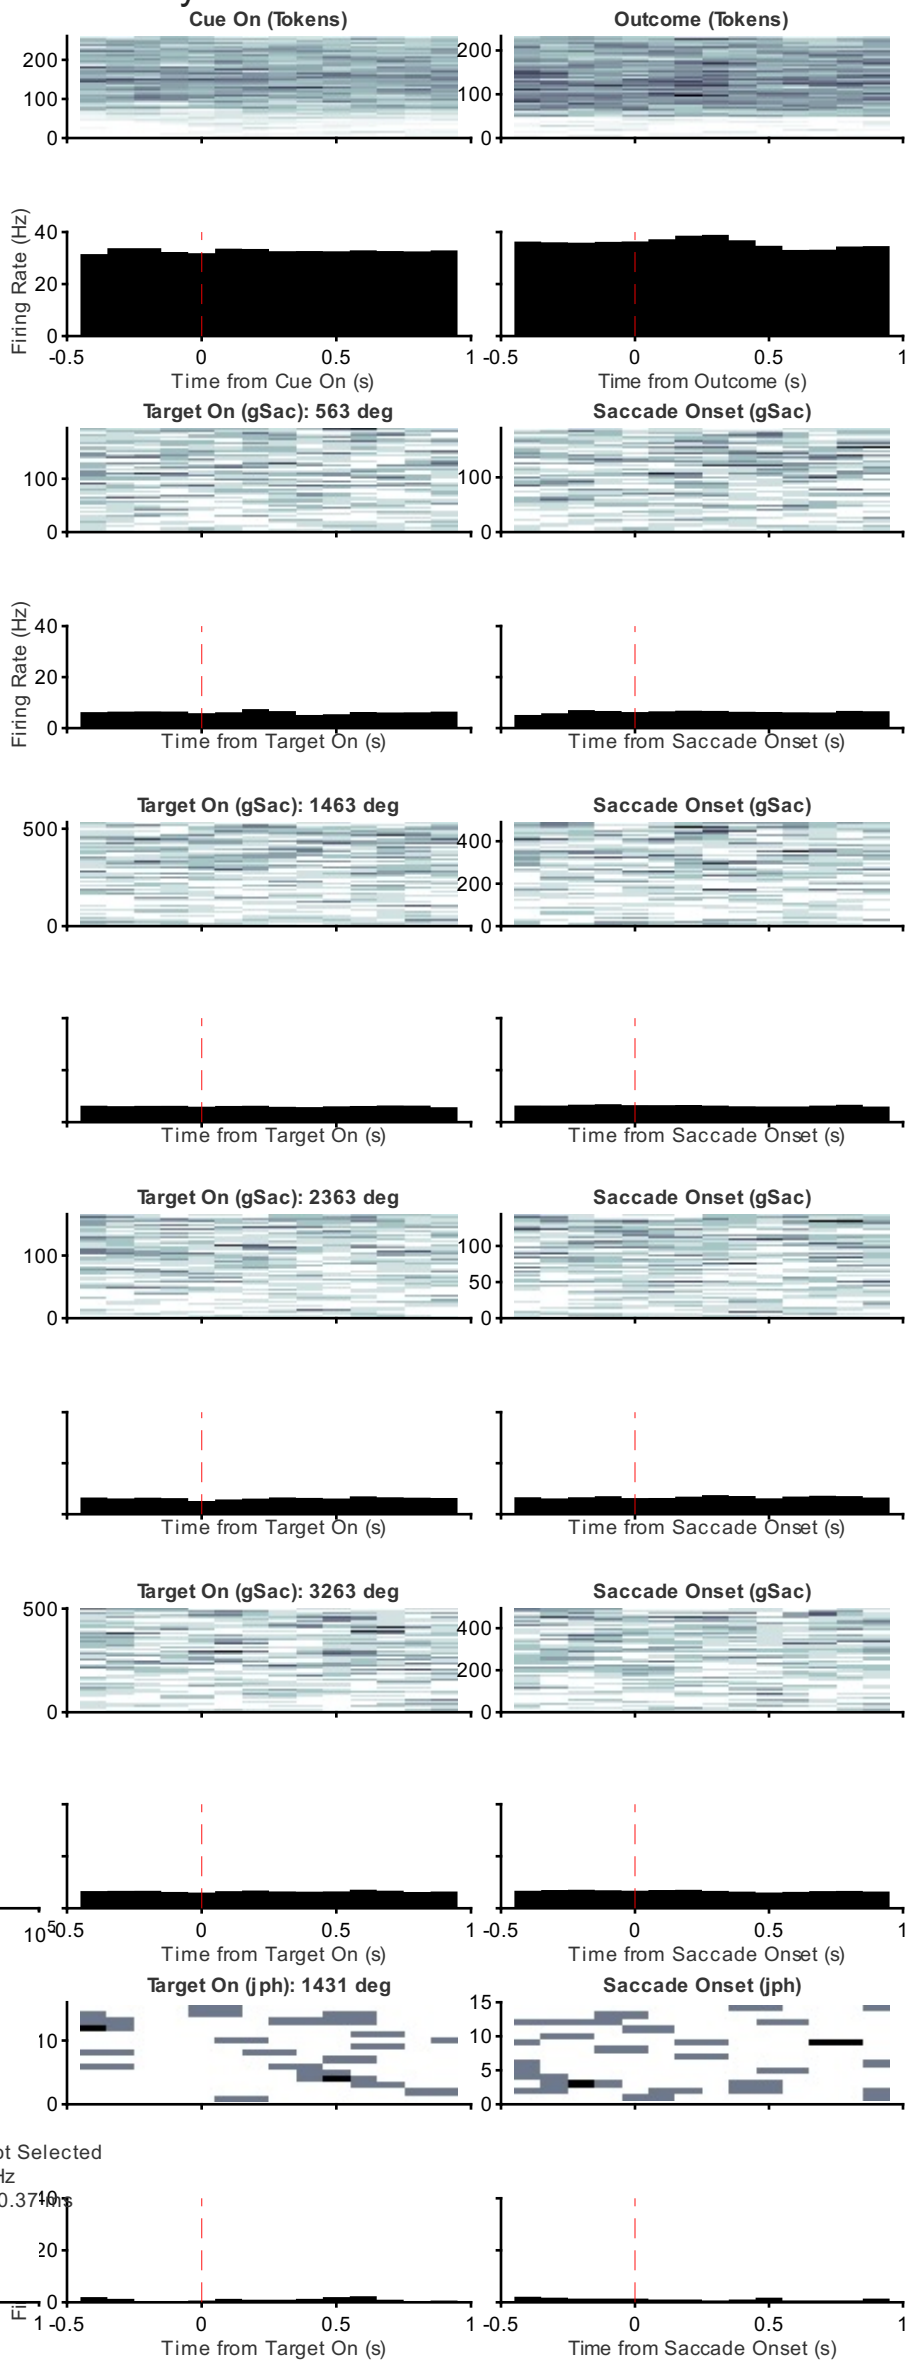 Cue On (Tokens) Outcome (Tokens)
200 200
100 100
0 0
Firing Rate (Hz)
40
20
0
-0.5 0 0.5 1 -0.5 0 0.5 1
Time from Cue On (s) Time from Outcome (s)
Target On (gSac): 563 deg Saccade Onset (gSac)
100 100
0 0
Firing Rate (Hz)
40
20
0
Time from Target On (s) Time from Saccade Onset (s)
Target On (gSac): 1463 deg Saccade Onset (gSac)
500 400
200
0 0
Time from Target On (s) Time from Saccade Onset (s)
Target On (gSac): 2363 deg Saccade Onset (gSac)
100 100
50
0 0
Time from Target On (s) Time from Saccade Onset (s)
Target On (gSac): 3263 deg Saccade Onset (gSac)
500 400
200
0 0
10⁵ -0.5 0 0.5 1 -0.5 0 0.5 1
Time from Target On (s) Time from Saccade Onset (s)
Target On (jph): 1431 deg Saccade Onset (jph)
15
10 10
5
0 0
ot Selected
Hz
0.37 ms
40
20
0
Fi
1 -0.5 0 0.5 1 -0.5 0 0.5 1
Time from Target On (s) Time from Saccade Onset (s)